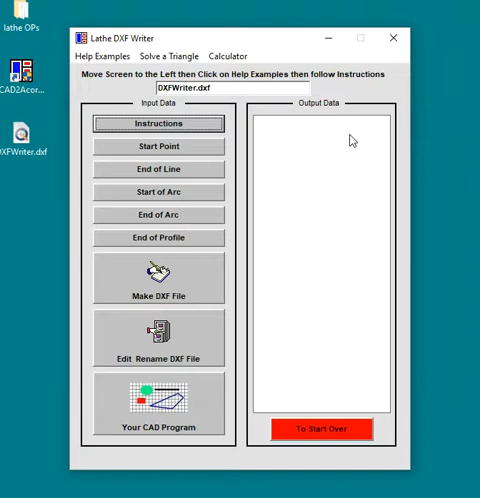 lathe OPs
CAD2Acor...
DXFWriter.dxf
Lathe DXF Writer
Help Examples Solve a Triangle Calculator
Move Screen to the Left then Click on Help Examples then follow Instructions
DXFWriter.dxf
Input Data
Output Data
Instructions
Start Point
End of Line
Start of Arc
End of Arc
End of Profile
Make DXF File
Edit Rename DXF File
Your CAD Program
To Start Over